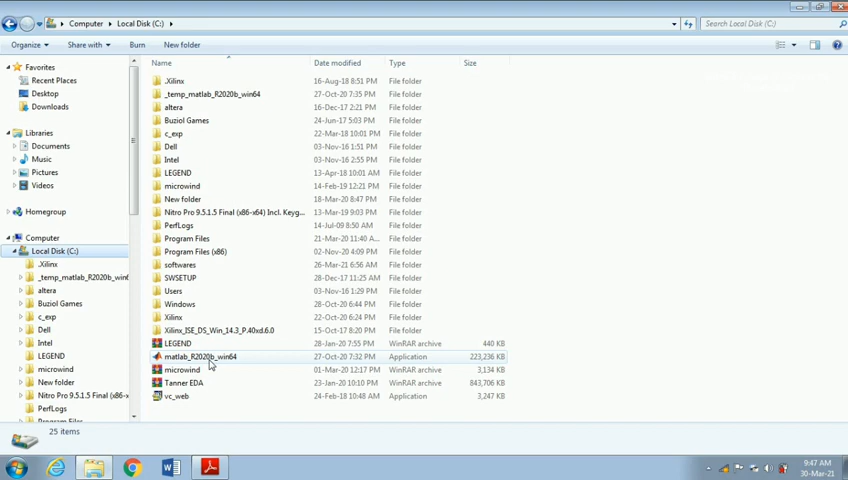 Computer ▸ Local Disk (C:) ▸
Search Local Disk (C:)
Organize Share with Burn New folder
Name Date modified Type Size
Favorites
Recent Places
Desktop
Downloads
Libraries
Documents
Music
Pictures
Videos
Homegroup
Computer
Local Disk (C:)
.Xilinx
_temp_matlab_R2020b_win6
altera
Buziol Games
c_exp
Dell
Intel
LEGEND
microwind
New folder
Nitro Pro 9.5.1.5 Final (x86-x
PerfLogs
Program Files
.Xilinx 16-Aug-18 8:51 PM File folder
_temp_matlab_R2020b_win64 27-Oct-20 7:35 PM File folder
altera 16-Dec-17 2:21 PM File folder
Buziol Games 24-Jun-17 5:03 PM File folder
c_exp 22-Mar-18 10:01 PM File folder
Dell 03-Nov-16 1:51 PM File folder
Intel 03-Nov-16 2:55 PM File folder
LEGEND 13-Apr-18 10:01 AM File folder
microwind 14-Feb-19 12:21 PM File folder
New folder 18-Mar-20 8:47 PM File folder
Nitro Pro 9.5.1.5 Final (x86-x64) Incl. Keyg... 13-Mar-19 9:03 PM File folder
PerfLogs 14-Jul-09 8:50 AM File folder
Program Files 21-Mar-20 11:40 A... File folder
Program Files (x86) 02-Nov-20 4:09 PM File folder
softwares 26-Mar-21 6:56 AM File folder
SWSETUP 28-Dec-17 11:25 AM File folder
Users 03-Nov-16 1:29 PM File folder
Windows 28-Oct-20 6:44 PM File folder
Xilinx 22-Oct-20 6:24 PM File folder
Xilinx_ISE_DS_Win_14.3_P.40xd.6.0 15-Oct-17 8:20 PM File folder
LEGEND 28-Jan-20 7:55 PM WinRAR archive 440 KB
matlab_R2020b_win64 27-Oct-20 7:32 PM Application 223,236 KB
microwind 01-Mar-20 12:17 PM WinRAR archive 3,134 KB
Tanner EDA 23-Jan-20 10:10 PM WinRAR archive 843,706 KB
vc_web 24-Feb-18 10:48 AM Application 3,247 KB
25 items
9:47 AM
30-Mar-21